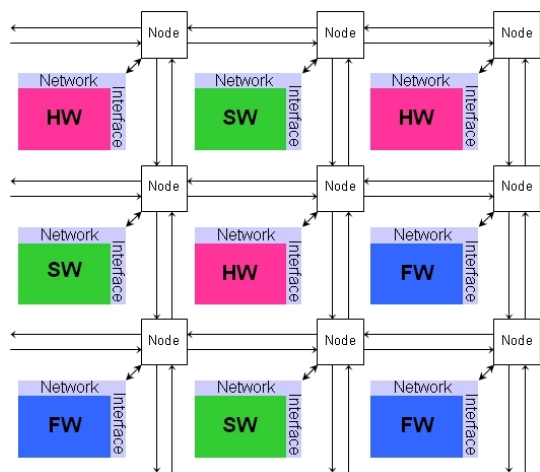 Node Node Node
Network Network Network
HW Interface SW Interface HW Interface
Node Node Node
Network Network Network
SW Interface HW Interface FW Interface
Node Node Node
Network Network Network
FW Interface SW Interface FW Interface